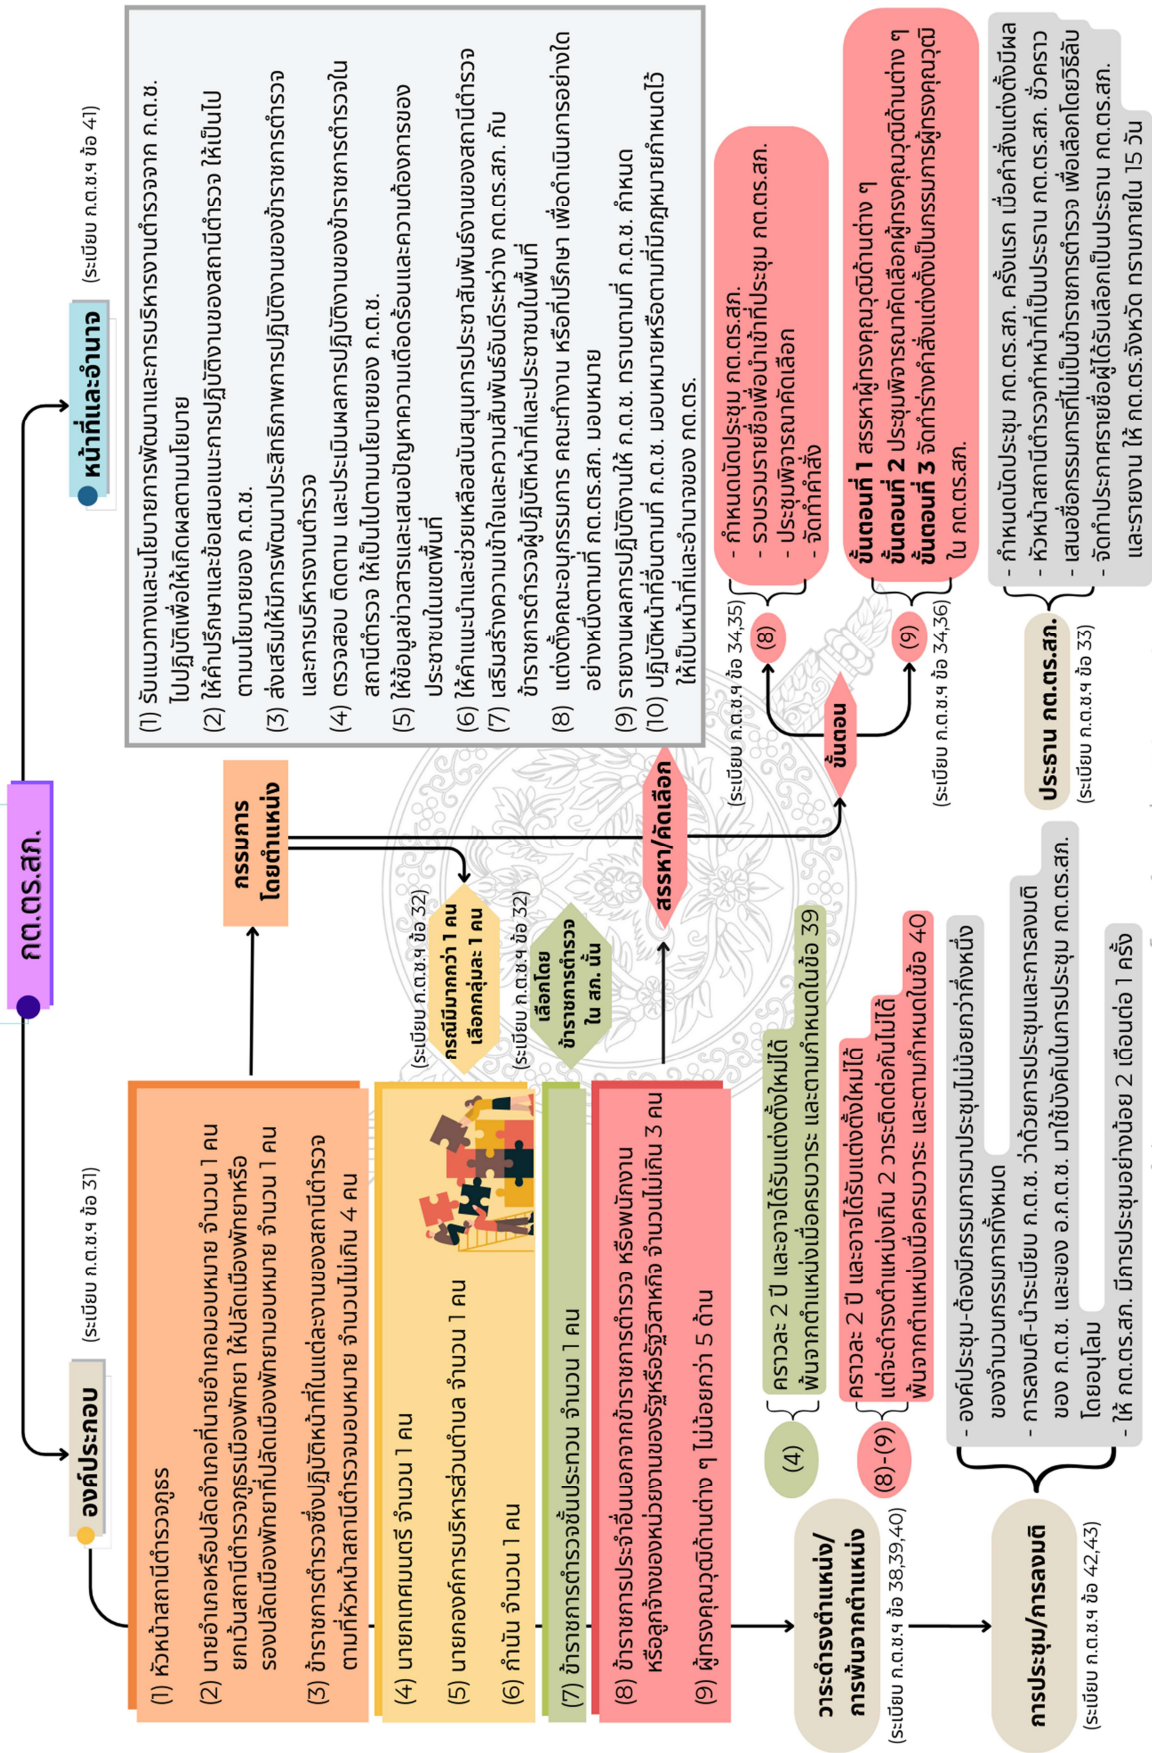 กต.ตร.สภ.
องค์ประกอบ
(ระเบียบ ก.ต.ช.ฯ ข้อ 31)
(1) หัวหน้าสถานีตำรวจภูธร
(2) นายอำเภอหรือปลัดอำเภอที่นายอำเภอมอบหมาย จำนวน 1 คน
ยกเว้นสถานีตำรวจภูธรเมืองพัทยา ให้ปลัดเมืองพัทยาหรือ
รองปลัดเมืองพัทยาที่ปลัดเมืองพัทยามอบหมาย จำนวน 1 คน
(3) ข้าราชการตำรวจซึ่งปฏิบัติหน้าที่ในแต่ละงานของสถานีตำรวจ
ตามที่หัวหน้าสถานีตำรวจมอบหมาย จำนวนไม่เกิน 4 คน
(4) นายกเทศมนตรี จำนวน 1 คน
(5) นายกองค์การบริหารส่วนตำบล จำนวน 1 คน
(6) กำนัน จำนวน 1 คน
(7) ข้าราชการตำรวจชั้นประทวน จำนวน 1 คน
(8) ข้าราชการประจำอื่นนอกจากข้าราชการตำรวจ หรือพนักงาน
หรือลูกจ้างของหน่วยงานของรัฐหรือรัฐวิสาหกิจ จำนวนไม่เกิน 3 คน
(9) ผู้ทรงคุณวุฒิด้านต่าง ๆ ไม่น้อยกว่า 5 ด้าน
กรรมการ
โดยตำแหน่ง
(ระเบียบ ก.ต.ช.ฯ ข้อ 32)
กรณีมีมากกว่า 1 คน
เลือกกลุ่มละ 1 คน
(ระเบียบ ก.ต.ช.ฯ ข้อ 32)
เลือกโดย
ข้าราชการตำรวจ
ใน สภ. นั้น
สรรหา/คัดเลือก
หน้าที่และอำนาจ
(ระเบียบ ก.ต.ช.ฯ ข้อ 41)
(1) รับแนวทางและนโยบายการพัฒนาและการบริหารงานตำรวจจาก ก.ต.ช.
ไปปฏิบัติเพื่อให้เกิดผลตามนโยบาย
(2) ให้คำปรึกษาและข้อเสนอแนะการปฏิบัติงานของสถานีตำรวจ ให้เป็นไป
ตามนโยบายของ ก.ต.ช.
(3) ส่งเสริมให้มีการพัฒนาประสิทธิภาพการปฏิบัติงานของข้าราชการตำรวจ
และการบริหารงานตำรวจ
(4) ตรวจสอบ ติดตาม และประเมินผลการปฏิบัติงานของข้าราชการตำรวจใน
สถานีตำรวจ ให้เป็นไปตามนโยบายของ ก.ต.ช.
(5) ให้ข้อมูลข่าวสารและเสนอปัญหาความเดือดร้อนและความต้องการของ
ประชาชนในเขตพื้นที่
(6) ให้คำแนะนำและช่วยเหลือสนับสนุนการประชาสัมพันธ์งานของสถานีตำรวจ
(7) เสริมสร้างความเข้าใจและความสัมพันธ์อันดีระหว่าง กต.ตร.สภ. กับ
ข้าราชการตำรวจผู้ปฏิบัติหน้าที่และประชาชนในพื้นที่
(8) แต่งตั้งคณะอนุกรรมการ คณะทำงาน หรือที่ปรึกษา เพื่อดำเนินการอย่างใด
อย่างหนึ่งตามที่ กต.ตร.สภ. มอบหมาย
(9) รายงานผลการปฏิบัติงานให้ ก.ต.ช. ทราบตามที่ ก.ต.ช. กำหนด
(10) ปฏิบัติหน้าที่อื่นตามที่ ก.ต.ช. มอบหมายหรือตามที่มีกฎหมายกำหนดไว้
ให้เป็นหน้าที่และอำนาจของ กต.ตร.
ขั้นตอน
(ระเบียบ ก.ต.ช.ฯ ข้อ 34,35)
(8)
- กำหนดนัดประชุม กต.ตร.สภ.
- รวบรวมรายชื่อเพื่อนำเข้าที่ประชุม กต.ตร.สภ.
- ประชุมพิจารณาคัดเลือก
- จัดทำคำสั่ง
(9)
(ระเบียบ ก.ต.ช.ฯ ข้อ 34,36)
ขั้นตอนที่ 1 สรรหาผู้ทรงคุณวุฒิด้านต่าง ๆ
ขั้นตอนที่ 2 ประชุมพิจารณาคัดเลือกผู้ทรงคุณวุฒิด้านต่าง ๆ
ขั้นตอนที่ 3 จัดทำร่างคำสั่งแต่งตั้งเป็นกรรมการผู้ทรงคุณวุฒิ
ใน กต.ตร.สภ.
วาระดำรงตำแหน่ง/
การพ้นจากตำแหน่ง
(ระเบียบ ก.ต.ช.ฯ ข้อ 38,39,40)
(4)
คราวละ 2 ปี และอาจได้รับแต่งตั้งใหม่ได้
พ้นจากตำแหน่งเมื่อครบวาระ และตามกำหนดในข้อ 39
(8)-(9)
คราวละ 2 ปี และอาจได้รับแต่งตั้งใหม่ได้
แต่จะดำรงตำแหน่งเกิน 2 วาระติดต่อกันไม่ได้
พ้นจากตำแหน่งเมื่อครบวาระ และตามกำหนดในข้อ 40
การประชุม/การลงมติ
(ระเบียบ ก.ต.ช.ฯ ข้อ 42,43)
- องค์ประชุม-ต้องมีกรรมการมาประชุมไม่น้อยกว่ากึ่งหนึ่ง
ของจำนวนกรรมการทั้งหมด
- การลงมติ-นำระเบียบ ก.ต.ช. ว่าด้วยการประชุมและการลงมติ
ของ ก.ต.ช. และของ อ.ก.ต.ช. มาใช้บังคับในการประชุม กต.ตร.สภ.
โดยอนุโลม
- ให้ กต.ตร.สภ. มีการประชุมอย่างน้อย 2 เดือนต่อ 1 ครั้ง
ประธาน กต.ตร.สภ.
(ระเบียบ ก.ต.ช.ฯ ข้อ 33)
- กำหนดนัดประชุม กต.ตร.สภ. ครั้งแรก เมื่อคำสั่งแต่งตั้งมีผล
- หัวหน้าสถานีตำรวจทำหน้าที่เป็นประธาน กต.ตร.สภ. ชั่วคราว
- เสนอชื่อกรรมการที่ไม่เป็นข้าราชการตำรวจ เพื่อเลือกโดยวิธีลับ
- จัดทำประกาศรายชื่อผู้ได้รับเลือกเป็นประธาน กต.ตร.สภ.
และรายงาน ให้ กต.ตร.จังหวัด ทราบภายใน 15 วัน